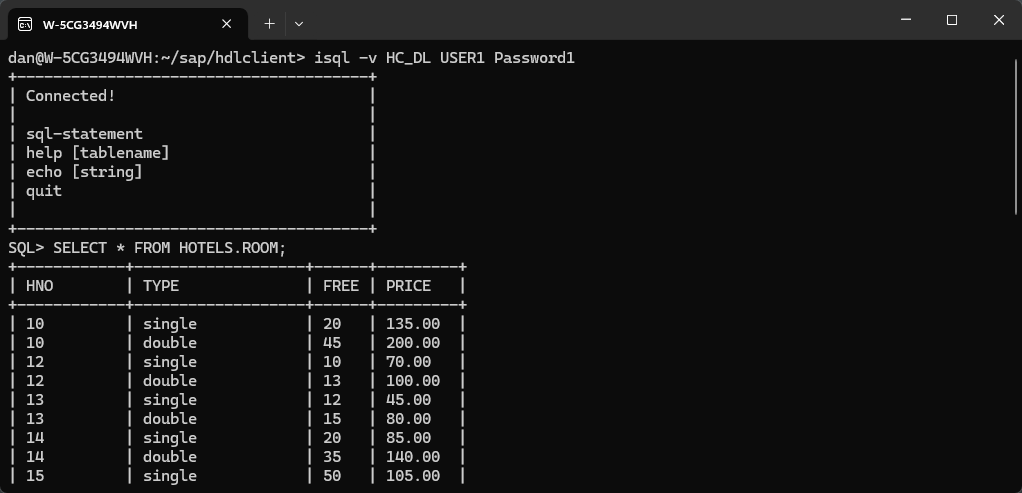 W-5CG3494WVH
dan@W-5CG3494WVH:~/sap/hdlclient> isql -v HC_DL USER1 Password1
+---------------------------------------+
| Connected!                            |
|                                       |
| sql-statement                         |
| help [tablename]                      |
| echo [string]                         |
| quit                                  |
|                                       |
+---------------------------------------+
SQL> SELECT * FROM HOTELS.ROOM;
+------------+-------------------+------+---------+
| HNO        | TYPE              | FREE | PRICE   |
+------------+-------------------+------+---------+
| 10         | single            | 20   | 135.00  |
| 10         | double            | 45   | 200.00  |
| 12         | single            | 10   | 70.00   |
| 12         | double            | 13   | 100.00  |
| 13         | single            | 12   | 45.00   |
| 13         | double            | 15   | 80.00   |
| 14         | single            | 20   | 85.00   |
| 14         | double            | 35   | 140.00  |
| 15         | single            | 50   | 105.00  |